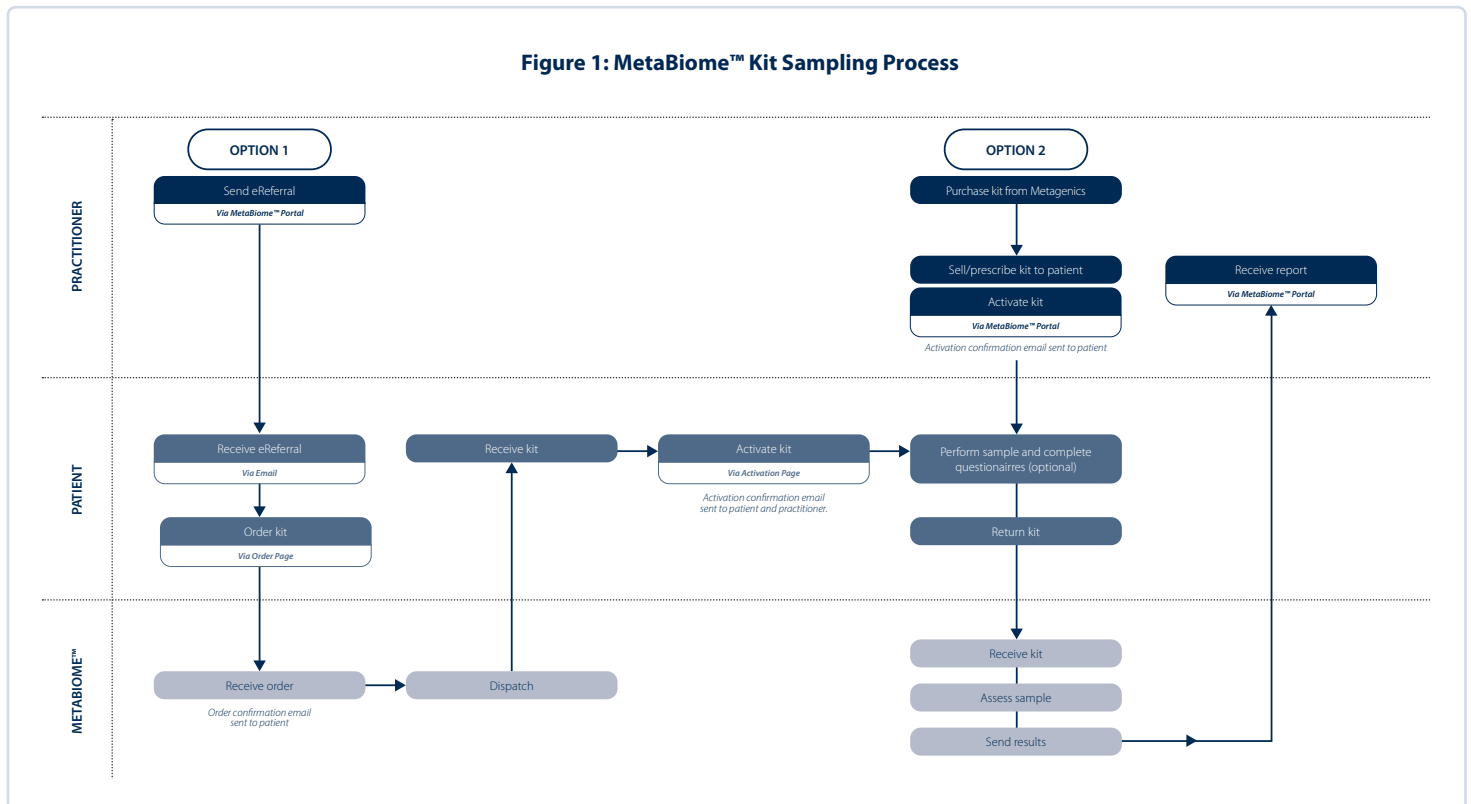 Figure 1: MetaBiome™ Kit Sampling Process
PRACTITIONER
OPTION 1
Send eReferral
Via MetaBiome™ Portal
OPTION 2
Purchase kit from Metagenics
Sell/prescribe kit to patient
Activate kit
Via MetaBiome™ Portal
Activation confirmation email sent to patient
Receive report
Via MetaBiome™ Portal
PATIENT
Receive eReferral
Via Email
Order kit
Via Order Page
Receive kit
Activate kit
Via Activation Page
Activation confirmation email
sent to patient and practitioner.
Perform sample and complete
questionairres (optional)
Return kit
METABIOME™
Receive order
Order confirmation email
sent to patient
Dispatch
Receive kit
Assess sample
Send results